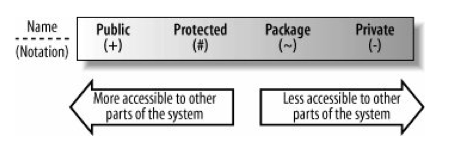 Name
(Notation)
Public
(+)
Protected
(#)
Package
(~)
Private
(-)
More accessible to other
parts of the system
Less accessible to other
parts of the system